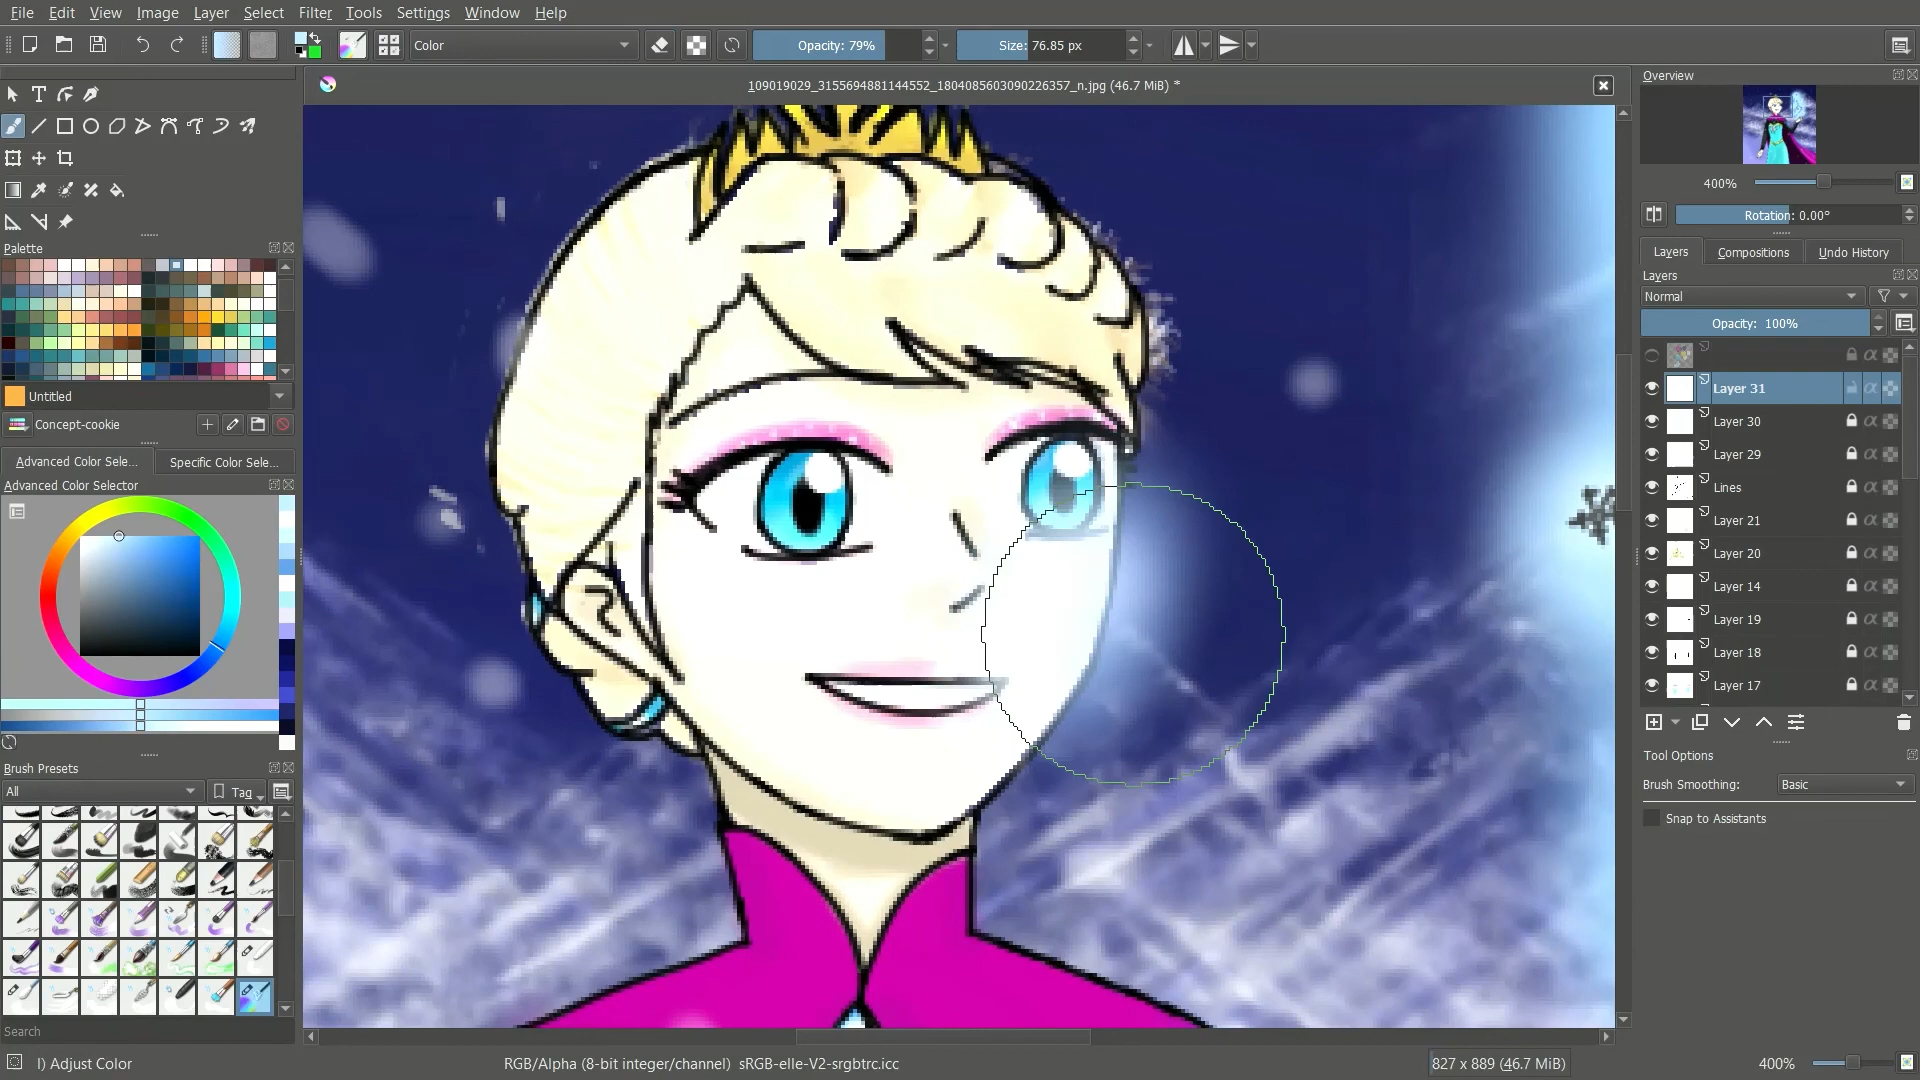 File Edit View Image Layer Select Filter Tools Settings Window Help
Color
Opacity: 79%
Size: 76.85 px
109019029_3155694881144552_1804085603090226357_n.jpg (46.7 MiB) *
Overview
400%
Rotation: 0.00°
Palette
Untitled
Concept-cookie
Advanced Color Sele...
Specific Color Sele...
Advanced Color Selector
Brush Presets
All
Tag
Search
Layers
Compositions
Undo History
Layers
Normal
Opacity: 100%
Layer 31
Layer 30
Layer 29
Lines
Layer 21
Layer 20
Layer 14
Layer 19
Layer 18
Layer 17
Tool Options
Brush Smoothing: Basic
Snap to Assistants
l) Adjust Color
RGB/Alpha (8-bit integer/channel) sRGB-elle-V2-srgbtrc.icc
827 x 889 (46.7 MiB)
400%